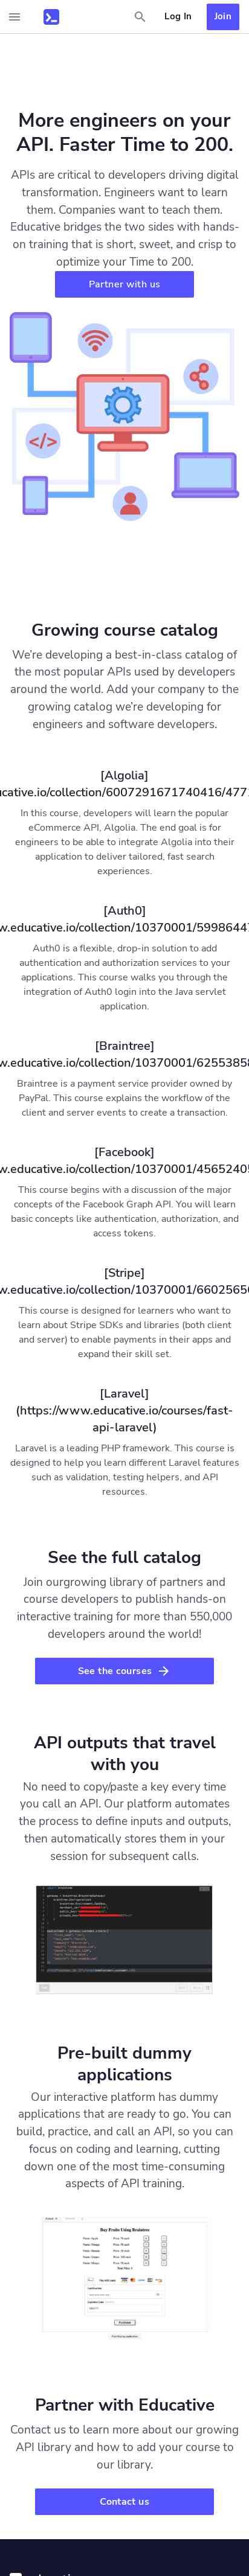 Log In
Join
More engineers on your
API. Faster Time to 200.
APIs are critical to developers driving digital
transformation. Engineers want to learn
them. Companies want to teach them.
Educative bridges the two sides with hands-
on training that is short, sweet, and crisp to
optimize your Time to 200.
Partner with us
Growing course catalog
We're developing a best-in-class catalog of
the most popular APIs used by developers
around the world. Add your company to the
growing catalog we're developing for
engineers and software developers.
[Algolia]
ucative.io/collection/6007291671740416/477
In this course, developers will learn the popular
eCommerce API, Algolia. The end goal is for
engineers to be able to integrate Algolia into their
application to deliver tailored, fast search
experiences.
[Auth0]
w.educative.io/collection/10370001/5998644
Auth0 is a flexible, drop-in solution to add
authentication and authorization services to your
applications. This course walks you through the
integration of Auth0 login into the Java servlet
application.
[Braintree]
w.educative.io/collection/10370001/6255385
Braintree is a payment service provider owned by
PayPal. This course explains the workflow of the
client and server events to create a transaction.
[Facebook]
w.educative.io/collection/10370001/4565240
This course begins with a discussion of the major
concepts of the Facebook Graph API. You will learn
basic concepts like authentication, authorization, and
access tokens.
[Stripe]
w.educative.io/collection/10370001/6602565
This course is designed for learners who want to
learn about Stripe SDKs and libraries (both client
and server) to enable payments in their apps and
expand their skill set.
[Laravel]
(https://www.educative.io/courses/fast-
api-laravel)
Laravel is a leading PHP framework. This course is
designed to help you learn different Laravel features
such as validation, testing helpers, and API
resources.
See the full catalog
Join ourgrowing library of partners and
course developers to publish hands-on
interactive training for more than 550,000
developers around the world!
See the courses
API outputs that travel
with you
No need to copy/paste a key every time
you call an API. Our platform automates
the process to define inputs and outputs,
then automatically stores them in your
session for subsequent calls.
Pre-built dummy
applications
Our interactive platform has dummy
applications that are ready to go. You can
build, practice, and call an API, so you can
focus on coding and learning, cutting
down one of the most time-consuming
aspects of API training.
Buy Fruits Using Braintree
Partner with Educative
Contact us to learn more about our growing
API library and how to add your course to
our library.
Contact us